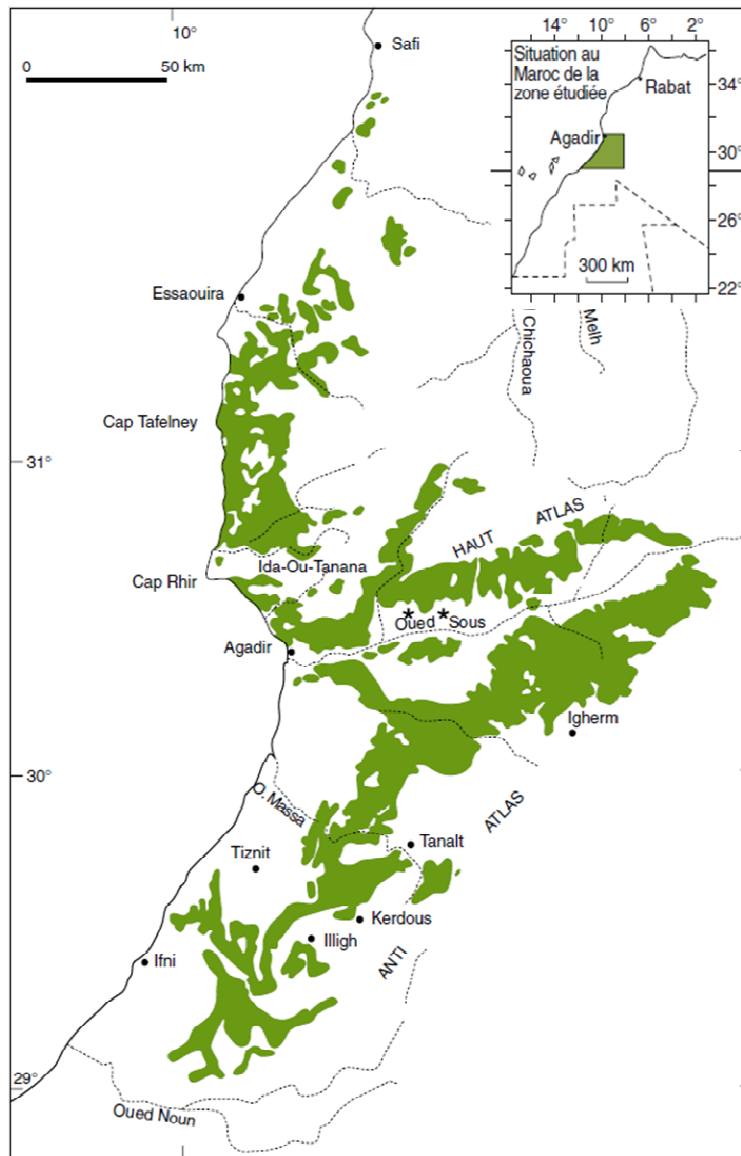 10°
Safi
0
50 km
14° 10° 6° 2°
Situation au
Maroc de la
zone étudiée
34°
Rabat
Agadir
30°
26°
300 km
22°
Essaouira
Chichaoua
Melh
Cap Tafelney
31°
HAUT
ATLAS
Ida-Ou-Tanana
Cap Rhir
* *
Oued Sous
Agadir
Igherm
30°
O. Massa
ATLAS
Tanalt
Tiznit
Kerdous
Illigh
ANTI
Ifni
29°
Oued Noun